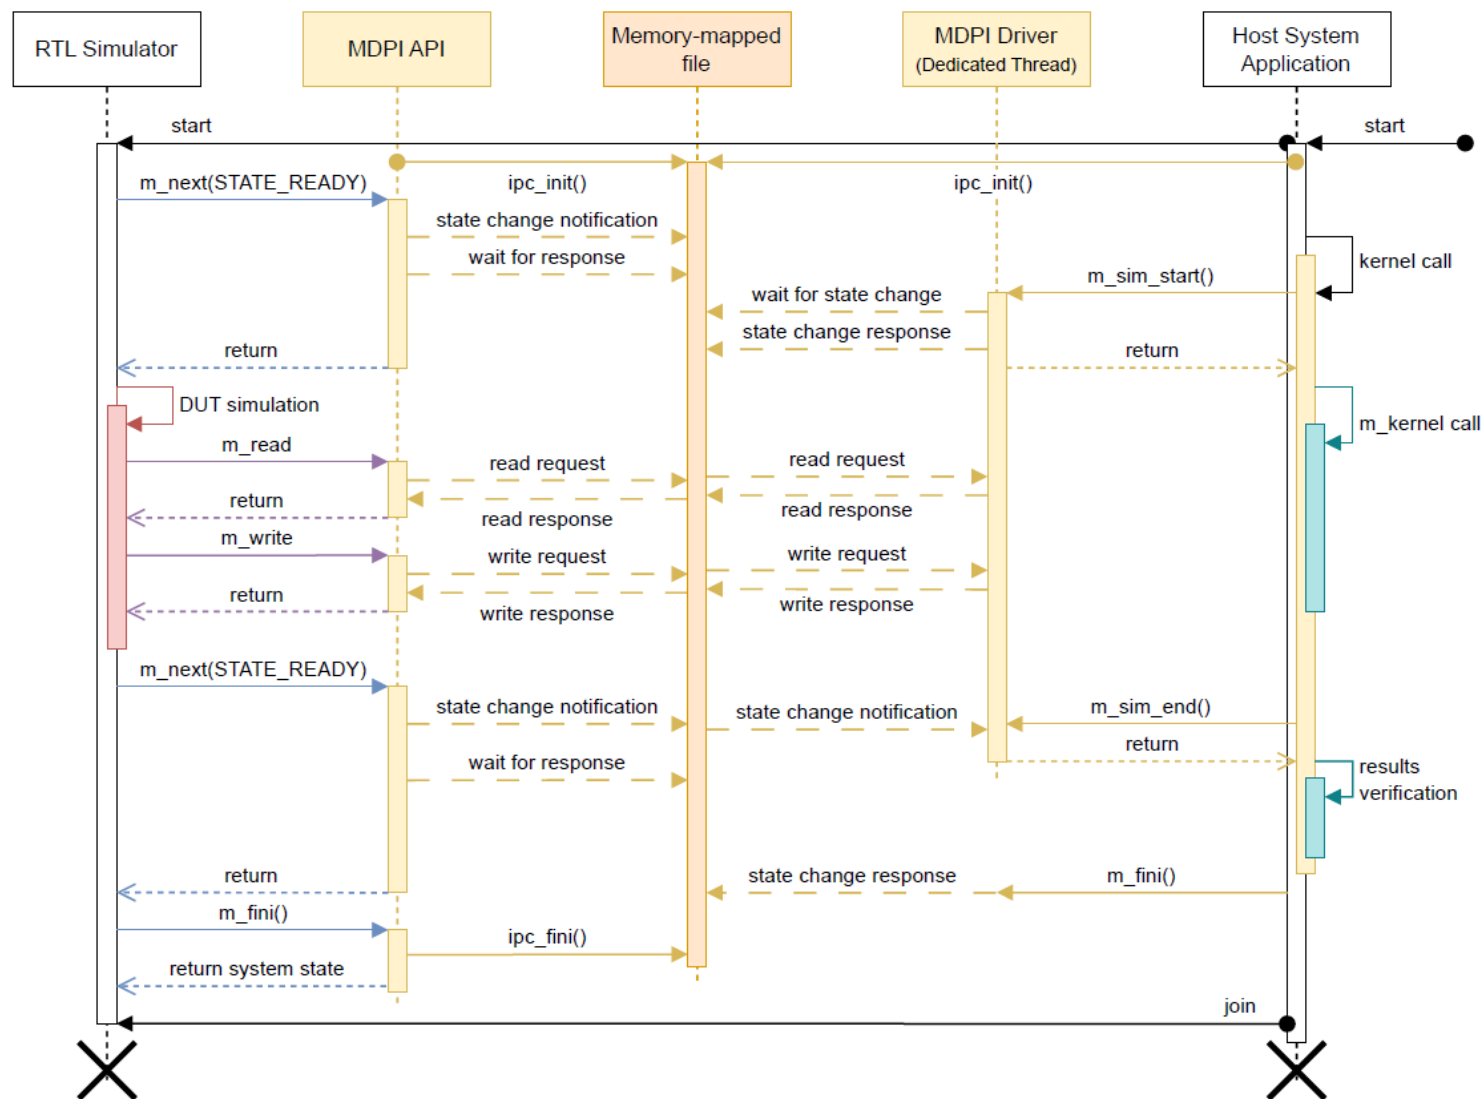 RTL Simulator
MDPI API
Memory-mapped
file
MDPI Driver
(Dedicated Thread)
Host System
Application
start
start
m_next(STATE_READY)
ipc_init()
ipc_init()
state change notification
wait for response
kernel call
m_sim_start()
wait for state change
state change response
return
return
DUT simulation
m_kernel call
m_read
read request
read request
return
read response
read response
m_write
write request
write request
return
write response
write response
m_next(STATE_READY)
state change notification
state change notification
m_sim_end()
return
wait for response
results
verification
return
state change response
m_fini()
m_fini()
ipc_fini()
return system state
join